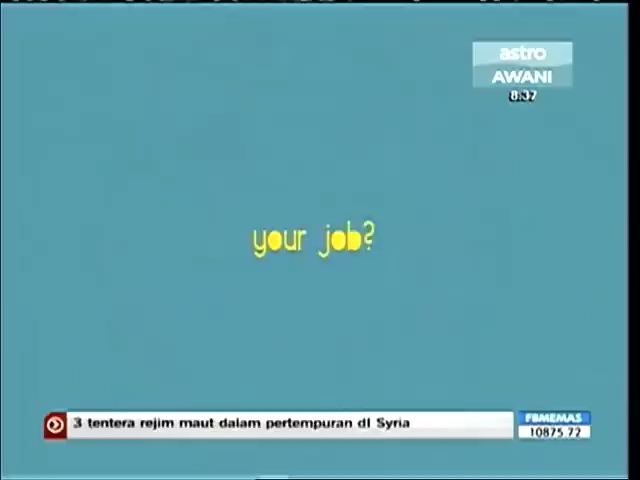 astro
AWANI
8:37
your job?
3 tentera rejim maut dalam pertempuran dI Syria
FBMEMAS
10875 72